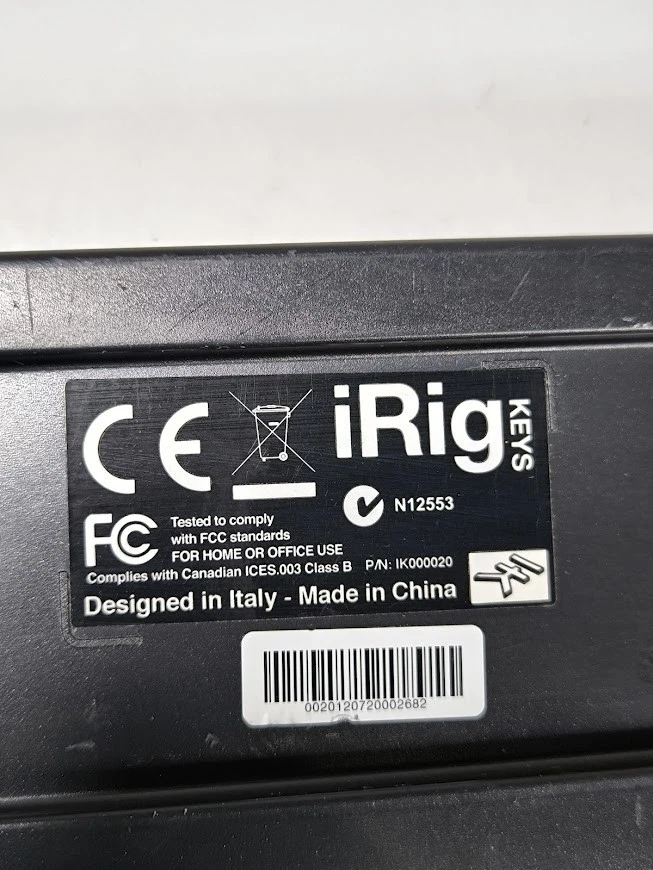 CE
iRig
KEYS
N12553
FC
Tested to comply
with FCC standards
FOR HOME OR OFFICE USE
Complies with Canadian ICES.003 Class B P/N: IK000020
Designed in Italy - Made in China
0020120720002682